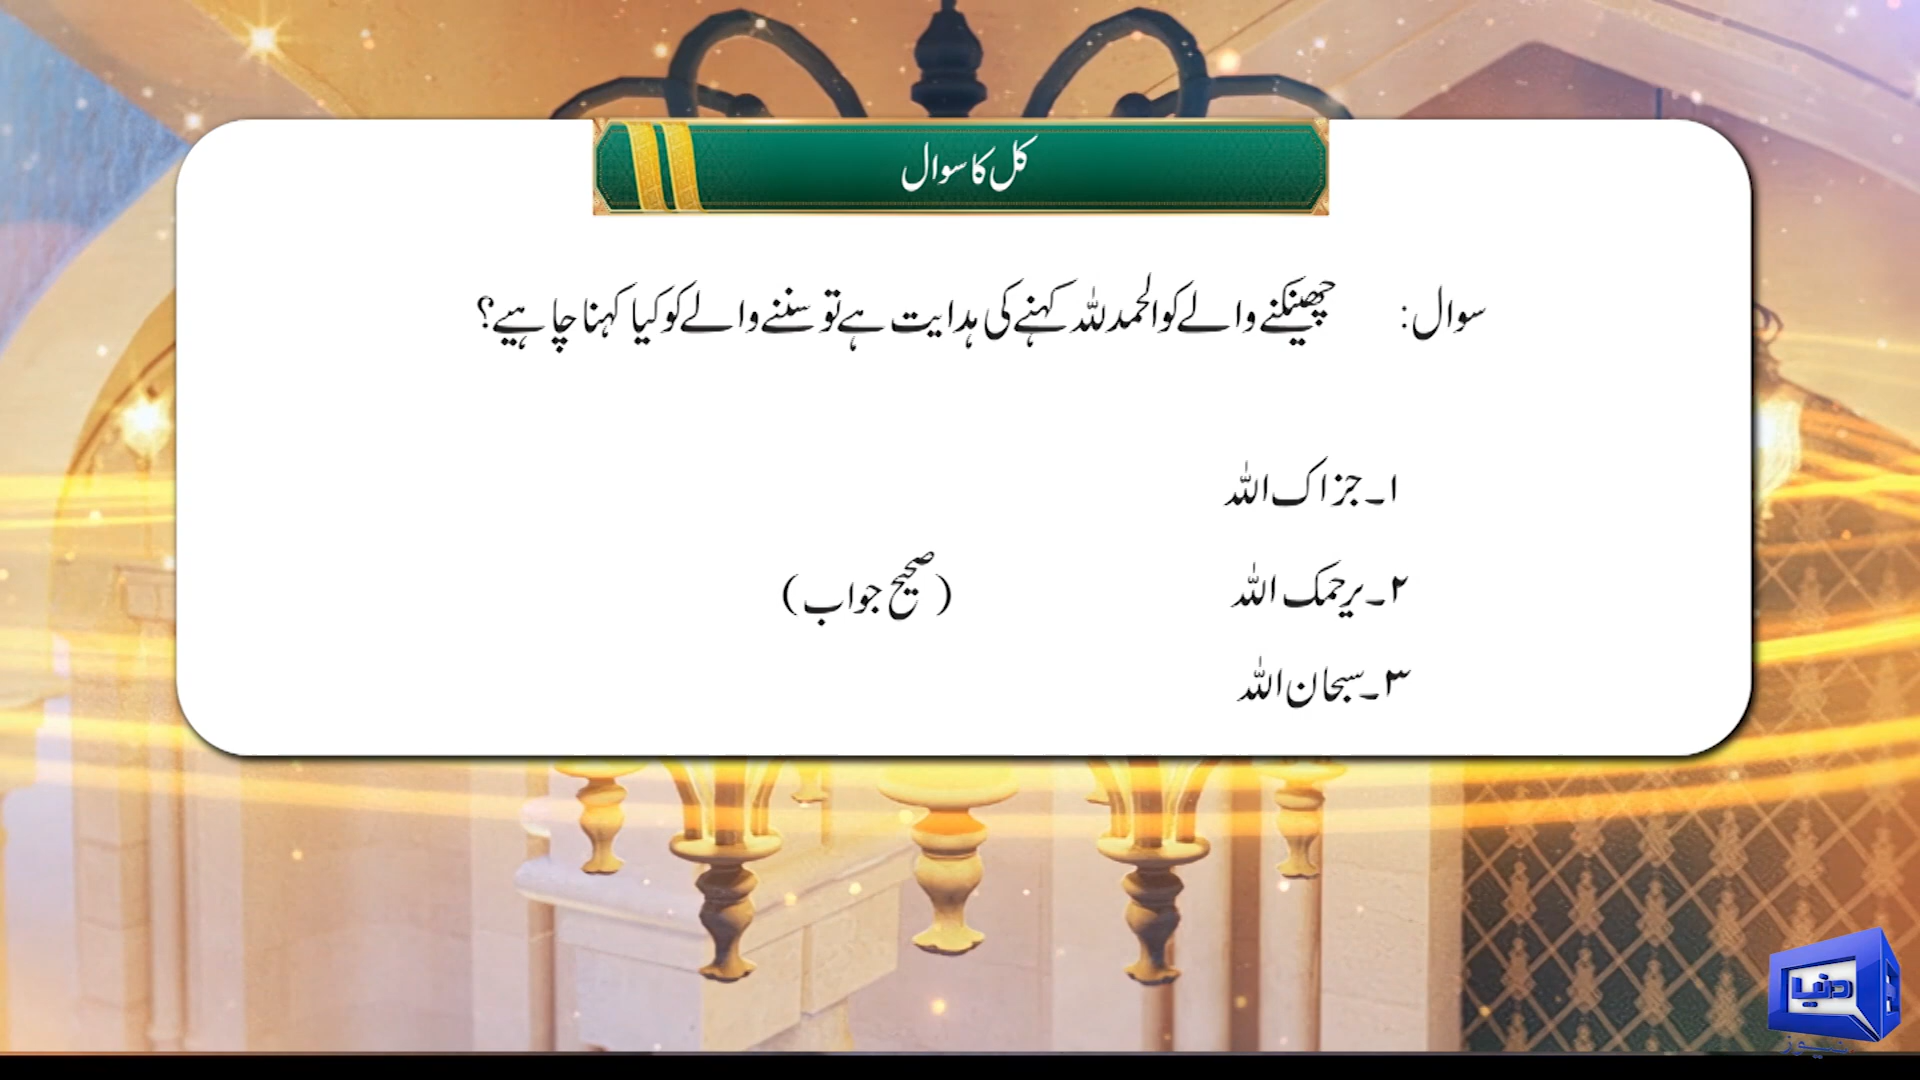 کل کا سوال
سوال: چھینکنے والے کو الحمدللہ کہنے کی ہدایت ہے تو سننے والے کو کیا کہنا چاہیے؟
۱۔ جزاک اللہ
۲۔ یرحمک اللہ (صحیح جواب)
۳۔ سبحان اللہ
دنیا
نیوز